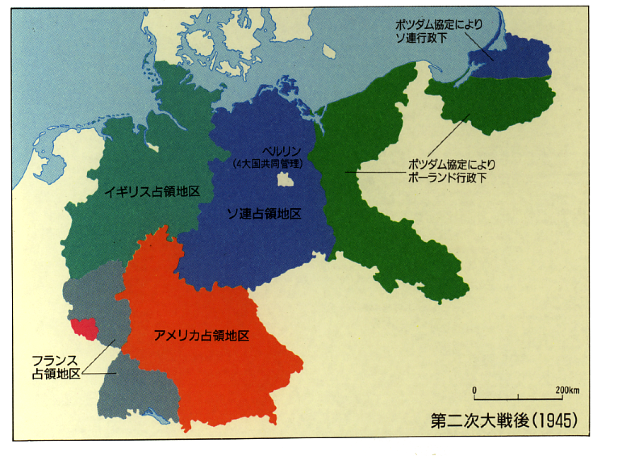 ポツダム協定により
ソ連行政下
ベルリン
(4大国共同管理)
ポツダム協定により
ポーランド行政下
イギリス占領地区
ソ連占領地区
アメリカ占領地区
フランス
占領地区
0
200km
第二次大戦後(1945)